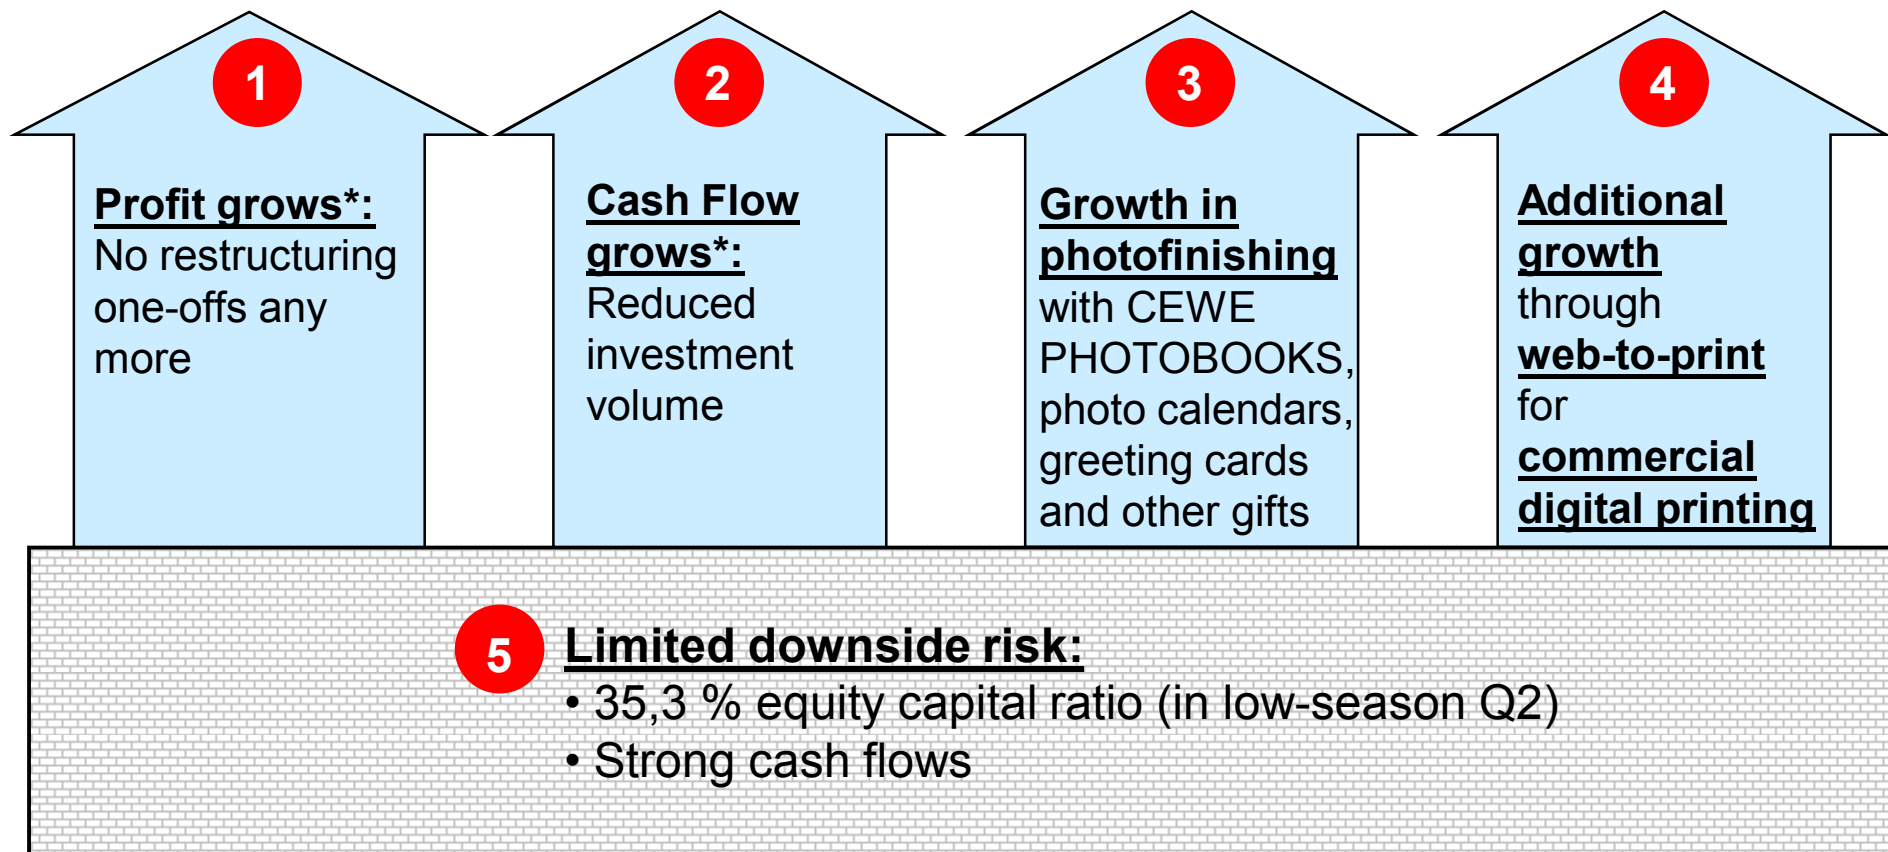 1
Profit grows*:
No restructuring
one-offs any
more
2
Cash Flow
grows*:
Reduced
investment
volume
3
Growth in
photofinishing
with CEWE
PHOTOBOOKS,
photo calendars,
greeting cards
and other gifts
4
Additional
growth
through
web-to-print
for
commercial
digital printing
5
Limited downside risk:
• 35,3 % equity capital ratio (in low-season Q2)
• Strong cash flows